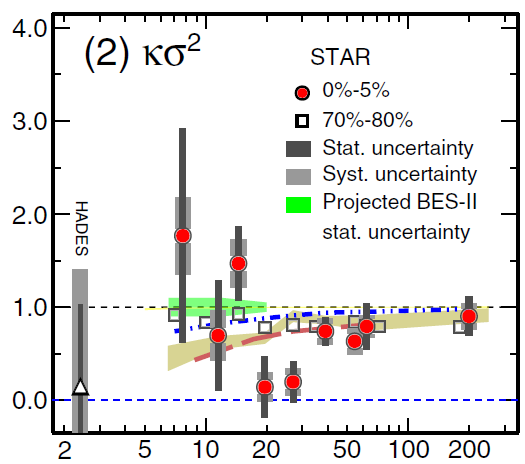 4.0
(2) κσ²
STAR
0%-5%
70%-80%
3.0
Stat. uncertainty
Syst. uncertainty
Projected BES-II
stat. uncertainty
2.0
HADES
1.0
0.0
2 5 10 20 50 100 200